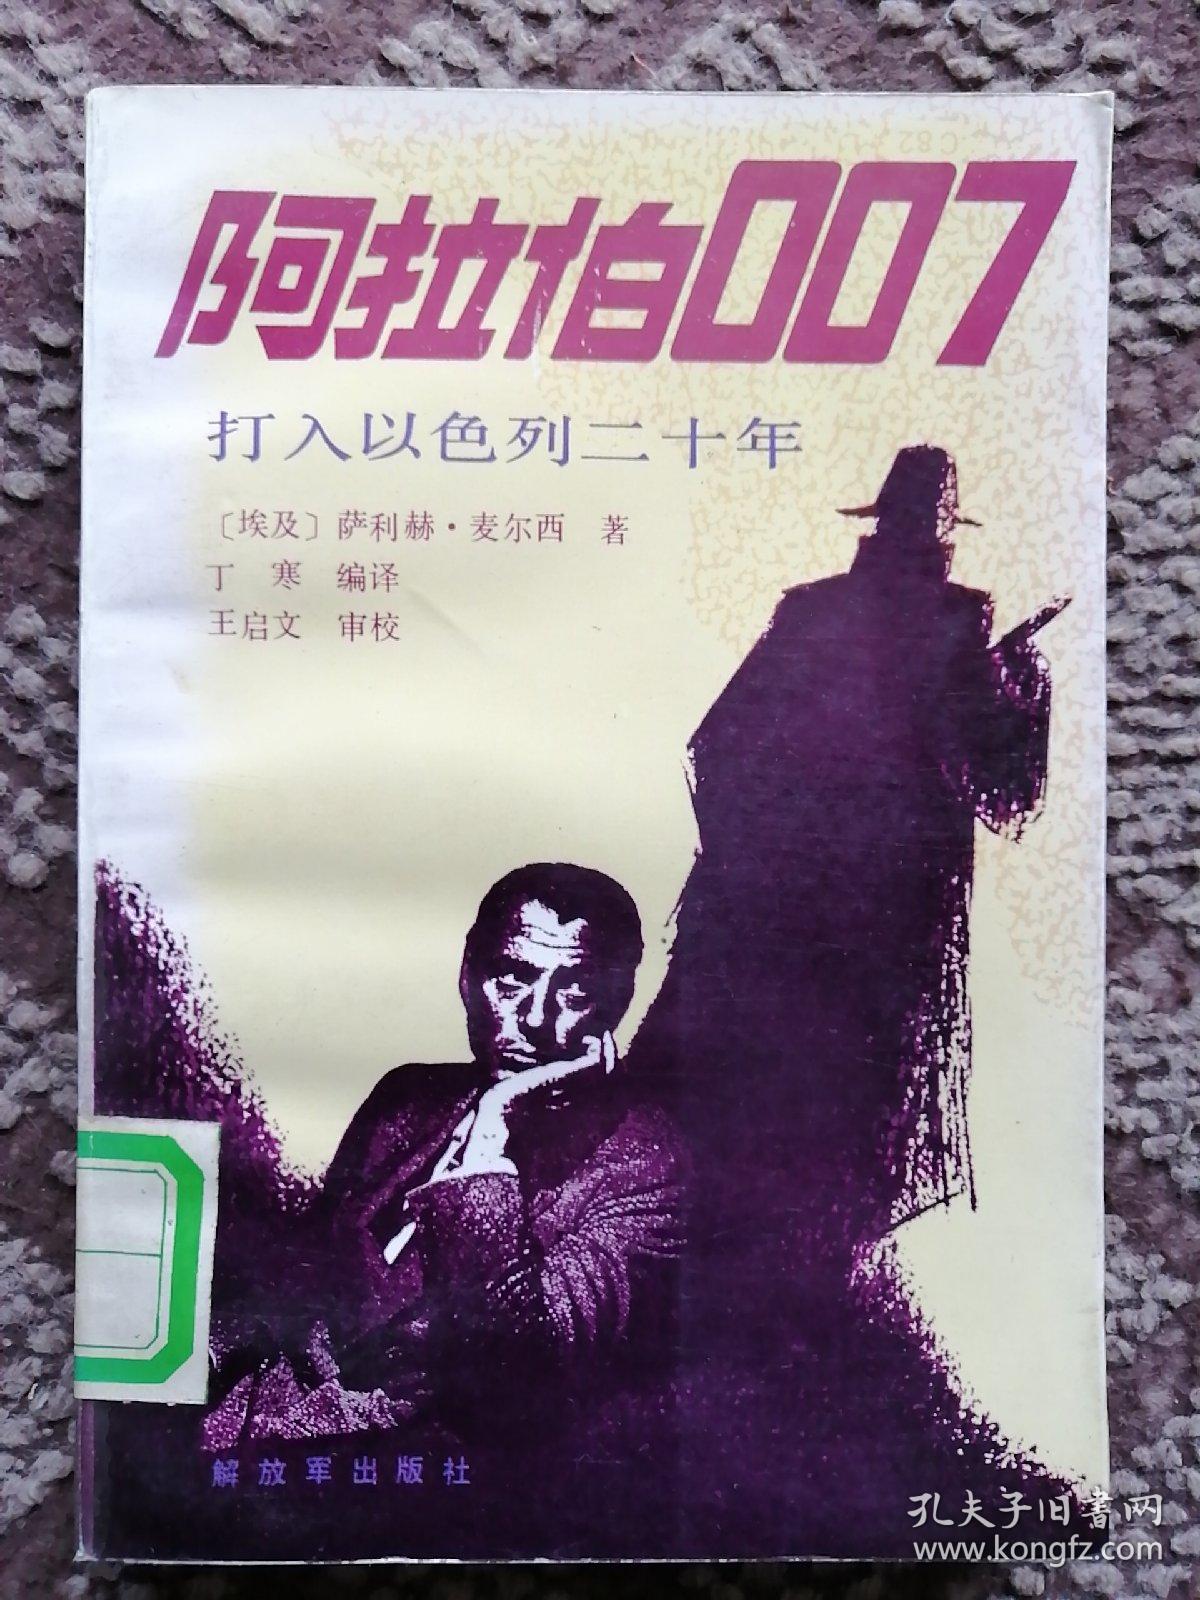 阿拉伯007
打入以色列二十年
〔埃及〕萨利赫·麦尔西 著
丁 寒 编译
王启文 审校
解放军出版社
孔夫子旧書网
www.kongfz.com